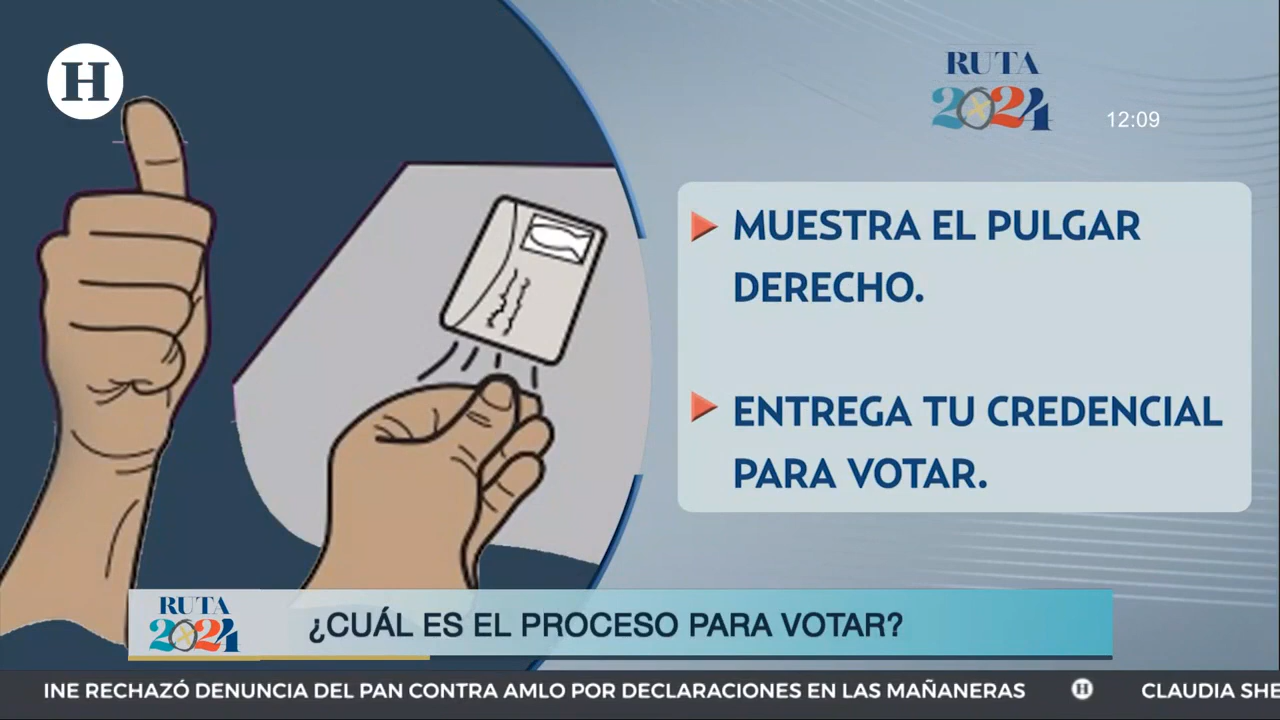 H
RUTA
2024
12:09
MUESTRA EL PULGAR
DERECHO.
ENTREGA TU CREDENCIAL
PARA VOTAR.
RUTA
2024
¿CUÁL ES EL PROCESO PARA VOTAR?
INE RECHAZÓ DENUNCIA DEL PAN CONTRA AMLO POR DECLARACIONES EN LAS MAÑANERAS H CLAUDIA SHE